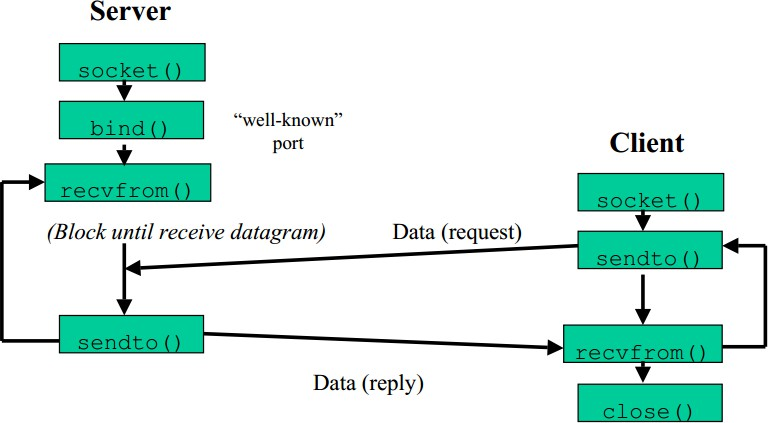 Server
socket()
bind()
“well-known”
port
recvfrom()
(Block until receive datagram)
sendto()
Client
socket()
Data (request)
sendto()
recvfrom()
Data (reply)
close()